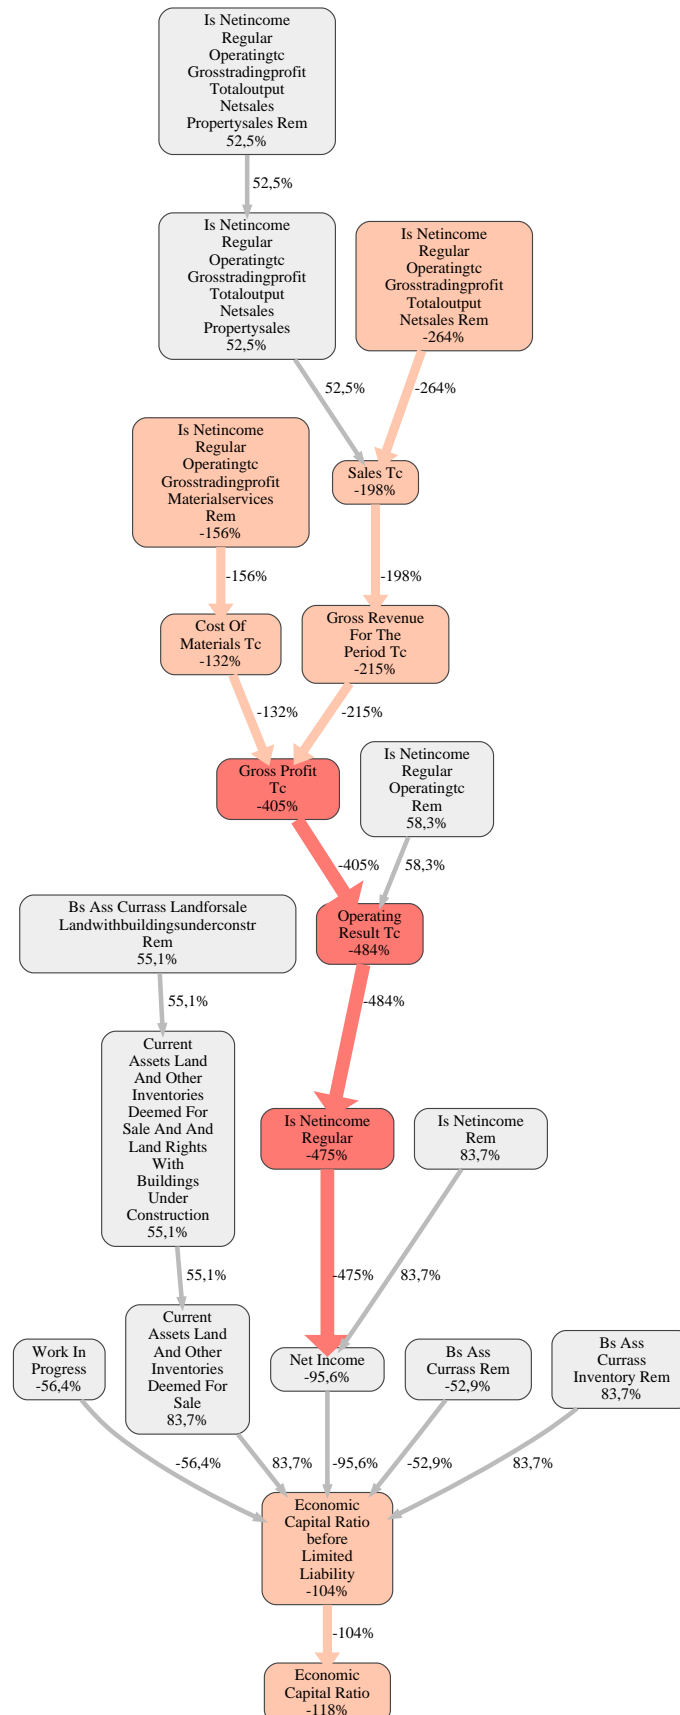 Is Netincome
Regular
Operatingtc
Grosstradingprofit
Totaloutput
Netsales
Propertysales Rem
52,5%
52,5%
Is Netincome
Regular
Operatingtc
Grosstradingprofit
Totaloutput
Netsales
Propertysales
52,5%
Is Netincome
Regular
Operatingtc
Grosstradingprofit
Totaloutput
Netsales Rem
-264%
52,5%
-264%
Is Netincome
Regular
Operatingtc
Grosstradingprofit
Materialservices
Rem
-156%
Sales Tc
-198%
-156%
-198%
Cost Of
Materials Tc
-132%
Gross Revenue
For The
Period Tc
-215%
-132%
-215%
Gross Profit
Tc
-405%
Is Netincome
Regular
Operatingtc
Rem
58,3%
-405%
58,3%
Bs Ass Currass Landforsale
Landwithbuildingsunderconstr
Rem
55,1%
Operating
Result Tc
-484%
55,1%
-484%
Current
Assets Land
And Other
Inventories
Deemed For
Sale And And
Land Rights
With
Buildings
Under
Construction
55,1%
Is Netincome
Regular
-475%
Is Netincome
Rem
83,7%
55,1%
-475%
83,7%
Work In
Progress
-56,4%
Current
Assets Land
And Other
Inventories
Deemed For
Sale
83,7%
Net Income
-95,6%
Bs Ass
Currass Rem
-52,9%
Bs Ass
Currass
Inventory Rem
83,7%
-56,4%
83,7%
-95,6%
-52,9%
83,7%
Economic
Capital Ratio
before
Limited
Liability
-104%
-104%
Economic
Capital Ratio
-118%